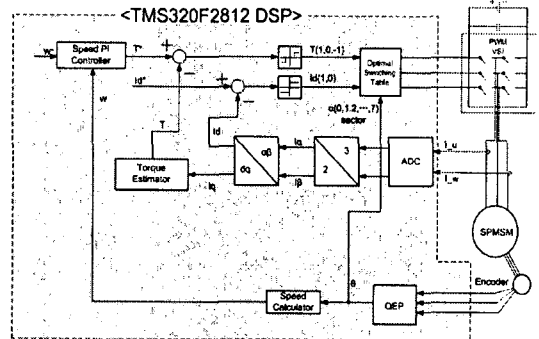 <TMS320F2812 DSP>
Speed PI
Controller
T*
T(1,0,-1)
Id*
Id(1,0)
Optimal
Switching
Table
PWM
VSI
w
T
Id
α(0,1,2,···,7)
sector
Torque
Estimator
Iq
αβ
dq
Iα
Iβ
3
2
ADC
I_u
I_w
SPMSM
Encoder
Speed
Calculator
θ
QEP